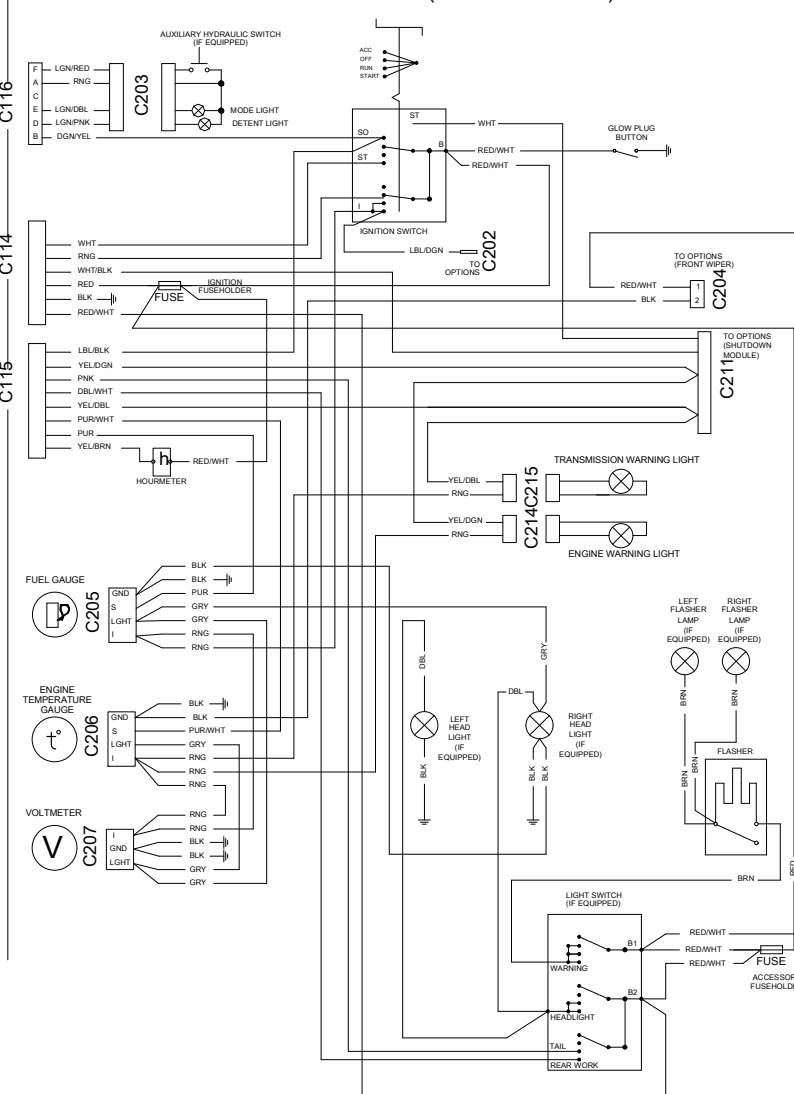 AUXILIARY HYDRAULIC SWITCH
(IF EQUIPPED)
C116
F
LGN/RED
A
RNG
C
E
LGN/DBL
D
LGN/PNK
B
DGN/YEL
C203
MODE LIGHT
DETENT LIGHT
ACC
OFF
RUN
START
ST
WHT
SO
ST
B
RED/WHT
RED/WHT
I
IGNITION SWITCH
GLOW PLUG
BUTTON
LBL/DGN
TO
OPTIONS
C202
C114
WHT
RNG
WHT/BLK
RED
BLK
RED/WHT
IGNITION
FUSEHOLDER
FUSE
TO OPTIONS
(FRONT WIPER)
RED/WHT
1
BLK
2
C204
C115
LBL/BLK
YEL/DGN
PNK
DBL/WHT
YEL/DBL
PUR/WHT
PUR
YEL/BRN
h
RED/WHT
HOURMETER
TO OPTIONS
(SHUTDOWN
MODULE)
C211
TRANSMISSION WARNING LIGHT
YEL/DBL
RNG
C215
YEL/DGN
RNG
C214
ENGINE WARNING LIGHT
FUEL GAUGE
C205
GND
S
LGHT
I
BLK
BLK
PUR
GRY
GRY
RNG
RNG
ENGINE
TEMPERATURE
GAUGE
t°
C206
GND
S
LGHT
I
BLK
BLK
PUR/WHT
GRY
RNG
RNG
RNG
VOLTMETER
V
C207
I
GND
LGHT
RNG
RNG
BLK
BLK
GRY
GRY
DBL
LEFT
HEAD
LIGHT
(IF
EQUIPPED)
BLK
GRY
DBL
RIGHT
HEAD
LIGHT
(IF
EQUIPPED)
BLK
BLK
LEFT
FLASHER
LAMP
(IF
EQUIPPED)
RIGHT
FLASHER
LAMP
(IF
EQUIPPED)
BRN
BRN
BRN
BRN
FLASHER
BRN
RED
LIGHT SWITCH
(IF EQUIPPED)
B1
WARNING
B2
HEADLIGHT
TAIL
REAR WORK
RED/WHT
RED/WHT
RED/WHT
FUSE
ACCESSOR
FUSEHOLD